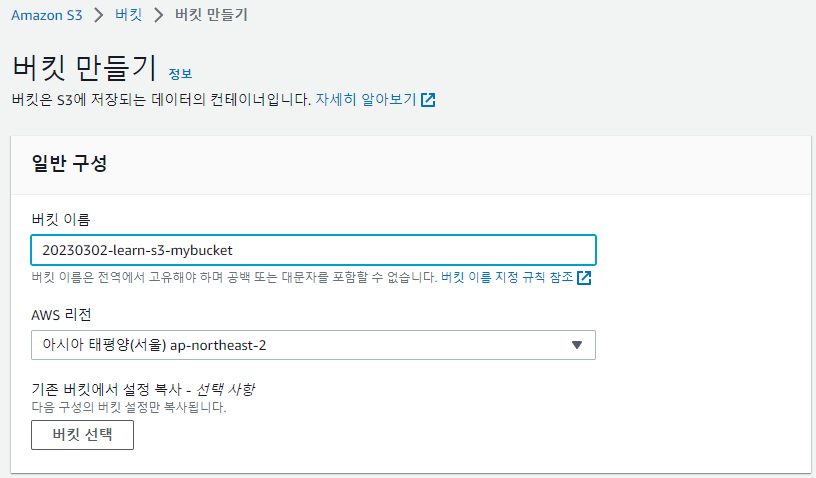 Amazon S3 > 버킷 > 버킷 만들기
버킷 만들기 정보
버킷은 S3에 저장되는 데이터의 컨테이너입니다. 자세히 알아보기
일반 구성
버킷 이름
20230302-learn-s3-mybucket
버킷 이름은 전역에서 고유해야 하며 공백 또는 대문자를 포함할 수 없습니다. 버킷 이름 지정 규칙 참조
AWS 리전
아시아 태평양(서울) ap-northeast-2
기존 버킷에서 설정 복사 - 선택 사항
다음 구성의 버킷 설정만 복사됩니다.
버킷 선택